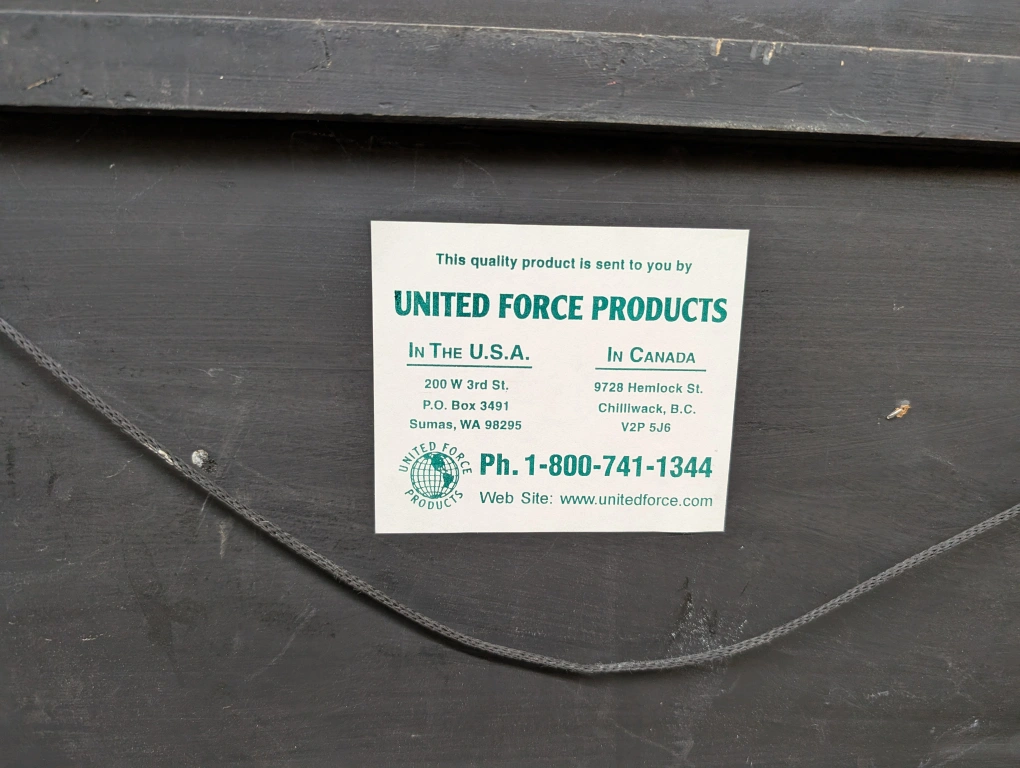 This quality product is sent to you by
UNITED FORCE PRODUCTS
IN THE U.S.A.
200 W 3rd St.
P.O. Box 3491
Sumas, WA 98295
IN CANADA
9728 Hemlock St.
Chilliwack, B.C.
V2P 5J6
UNITED FORCE
PRODUCTS
Ph. 1-800-741-1344
Web Site: www.unitedforce.com